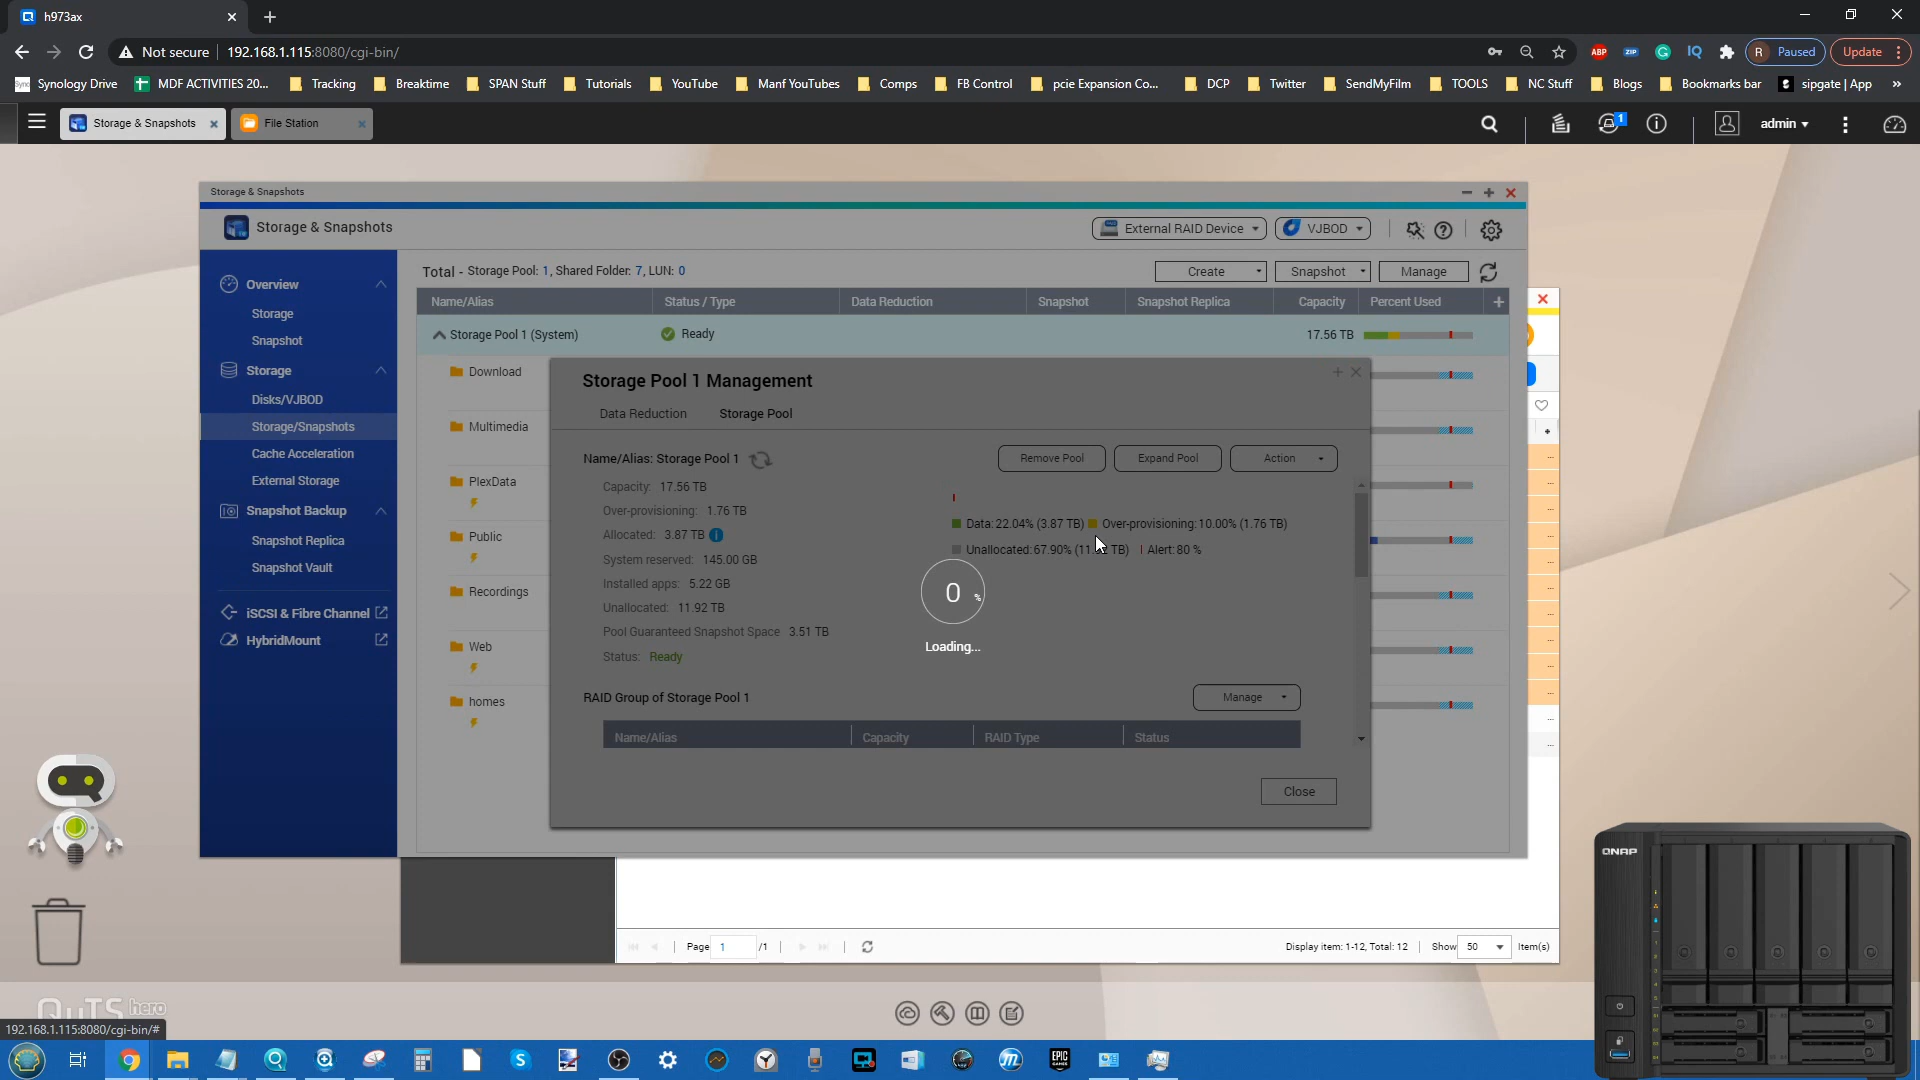 h973ax
Not secure
192.168.1.115:8080/cgi-bin/
ABP
ZIP
IQ
R Paused
Update
Synology Drive
MDF ACTIVITIES 20...
Tracking
Breaktime
SPAN Stuff
Tutorials
YouTube
Manf YouTubes
Comps
FB Control
pcie Expansion Co...
DCP
Twitter
SendMyFilm
TOOLS
NC Stuff
Blogs
Bookmarks bar
sipgate | App
»
Storage & Snapshots
File Station
1
admin
Storage & Snapshots
Storage & Snapshots
External RAID Device
VJBOD
Overview
Storage
Snapshot
Storage
Disks/VJBOD
Storage/Snapshots
Cache Acceleration
External Storage
Snapshot Backup
Snapshot Replica
Snapshot Vault
iSCSI & Fibre Channel
HybridMount
Total - Storage Pool: 1, Shared Folder: 7, LUN: 0
Create
Snapshot
Manage
Name/Alias
Status / Type
Data Reduction
Snapshot
Snapshot Replica
Capacity
Percent Used
Storage Pool 1 (System)
Ready
17.56 TB
Download
Multimedia
PlexData
Public
Recordings
Web
homes
Storage Pool 1 Management
Data Reduction
Storage Pool
Name/Alias: Storage Pool 1
Remove Pool
Expand Pool
Action
Capacity: 17.56 TB
Over-provisioning: 1.76 TB
Allocated: 3.87 TB
System reserved: 145.00 GB
Installed apps: 5.22 GB
Unallocated: 11.92 TB
Pool Guaranteed Snapshot Space 3.51 TB
Status: Ready
Data: 22.04% (3.87 TB)
Over-provisioning: 10.00% (1.76 TB)
Unallocated: 67.90% TB)
Alert: 80 %
0 %
Loading...
RAID Group of Storage Pool 1
Manage
Name/Alias
Capacity
RAID Type
Status
Close
Page 1 /1
Display item: 1-12, Total: 12
Show 50 Item(s)
QuTS hero
192.168.1.115:8080/cgi-bin/#
QNAP
EPIC
GAMES